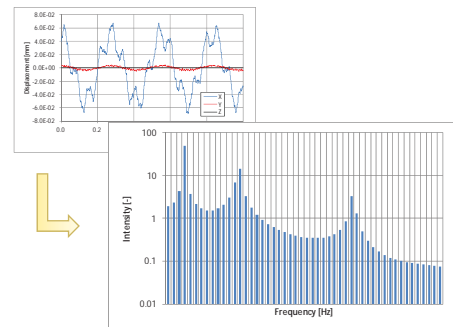 8.0E-02
6.0E-02
4.0E-02
2.0E-02
0.0E+00
-2.0E-02
-4.0E-02
-6.0E-02
-8.0E-02
Displacement[mm]
X
Y
Z
0.0
0.2
100
10
1
0.1
0.01
Intensity [-]
Frequency [Hz]